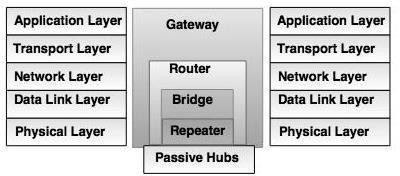 Application Layer
Transport Layer
Network Layer
Data Link Layer
Physical Layer
Gateway
Router
Bridge
Repeater
Passive Hubs
Application Layer
Transport Layer
Network Layer
Data Link Layer
Physical Layer